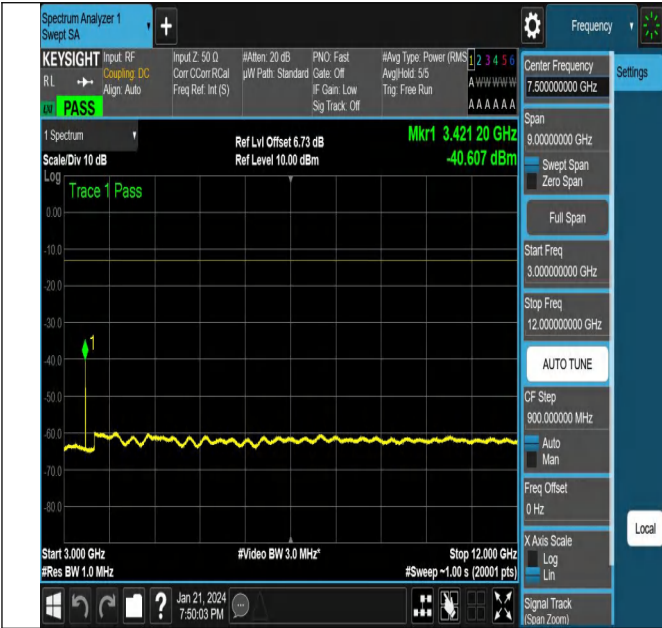 Spectrum Analyzer 1
Swept SA
+
Frequency
KEYSIGHT
RL
Input: RF
Coupling: DC
Align: Auto
Input Z: 50 Ω
Corr CCorr RCal
Freq Ref: Int (S)
#Atten: 20 dB
µW Path: Standard
PNO: Fast
Gate: Off
IF Gain: Low
Sig Track: Off
#Avg Type: Power (RMS
Avg|Hold: 5/5
Trig: Free Run
1 2 3 4 5 6
A W W W W W
A A A A A A
LXI
PASS
1 Spectrum
Scale/Div 10 dB
Ref Lvl Offset 6.73 dB
Ref Level 10.00 dBm
Mkr1 3.421 20 GHz
-40.607 dBm
Log
Trace 1 Pass
0.00
-10.0
-20.0
-30.0
-40.0
-50.0
-60.0
-70.0
-80.0
1
Start 3.000 GHz
#Res BW 1.0 MHz
#Video BW 3.0 MHz*
Stop 12.000 GHz
#Sweep ~1.00 s (20001 pts)
Jan 21, 2024
7:50:03 PM
Center Frequency
7.500000000 GHz
Settings
Span
9.00000000 GHz
Swept Span
Zero Span
Full Span
Start Freq
3.000000000 GHz
Stop Freq
12.000000000 GHz
AUTO TUNE
CF Step
900.000000 MHz
Auto
Man
Freq Offset
0 Hz
X Axis Scale
Log
Lin
Local
Signal Track
(Span Zoom)